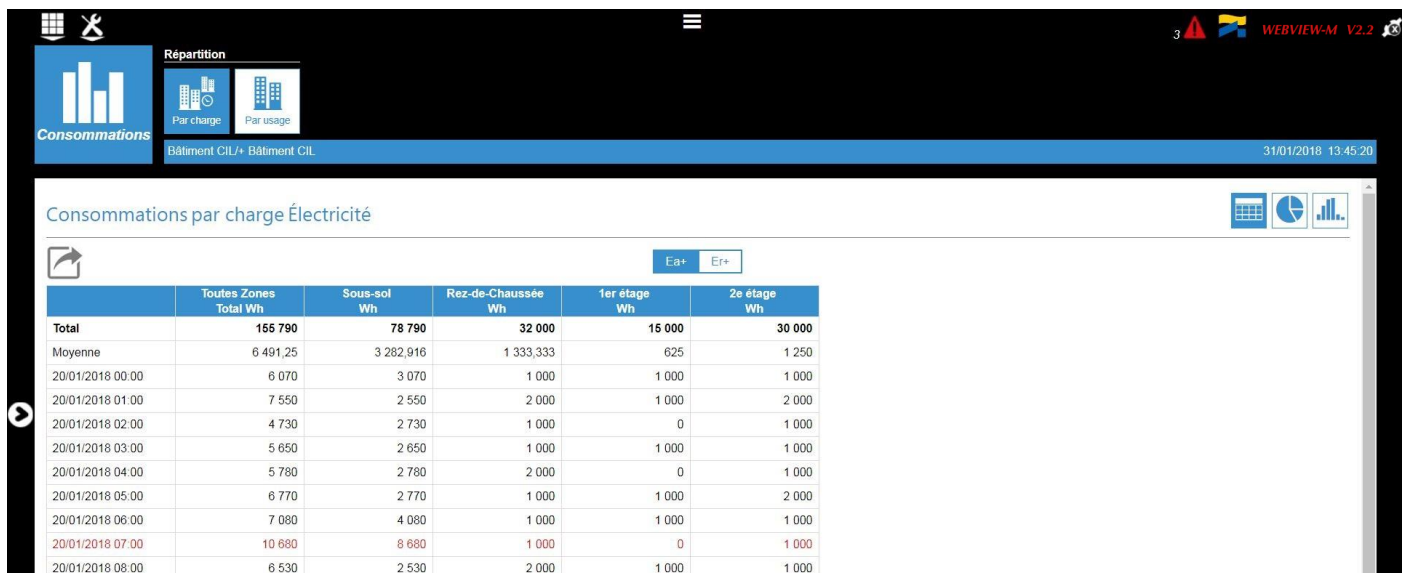 3 WEBVIEW-M V2.2
Répartition
Par charge Par usage
Consommations
Bâtiment CIL/+ Bâtiment CIL 31/01/2018 13:45:20
Consommations par charge Électricité
Ea+ Er+
Toutes Zones Sous-sol Rez-de-Chaussée 1er étage 2e étage
Total Wh Wh Wh Wh Wh
Total 155 790 78 790 32 000 15 000 30 000
Moyenne 6 491,25 3 282,916 1 333,333 625 1 250
20/01/2018 00:00 6 070 3 070 1 000 1 000 1 000
20/01/2018 01:00 7 550 2 550 2 000 1 000 2 000
20/01/2018 02:00 4 730 2 730 1 000 0 1 000
20/01/2018 03:00 5 650 2 650 1 000 1 000 1 000
20/01/2018 04:00 5 780 2 780 2 000 0 1 000
20/01/2018 05:00 6 770 2 770 1 000 1 000 2 000
20/01/2018 06:00 7 080 4 080 1 000 1 000 1 000
20/01/2018 07:00 10 680 8 680 1 000 0 1 000
20/01/2018 08:00 6 530 2 530 2 000 1 000 1 000